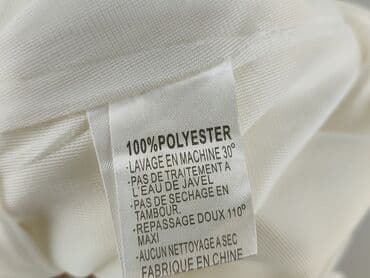 100%POLYESTER
-LAVAGE EN MACHINE 30°
-PAS DE TRAITEMENT A
L'EAU DE JAVEL
-PAS DE SECHAGE EN
TAMBOUR.
-REPASSAGE DOUX 110°
MAXI
-AUCUN NETTOYAGE A SEC
FABRIQUE EN CHINE